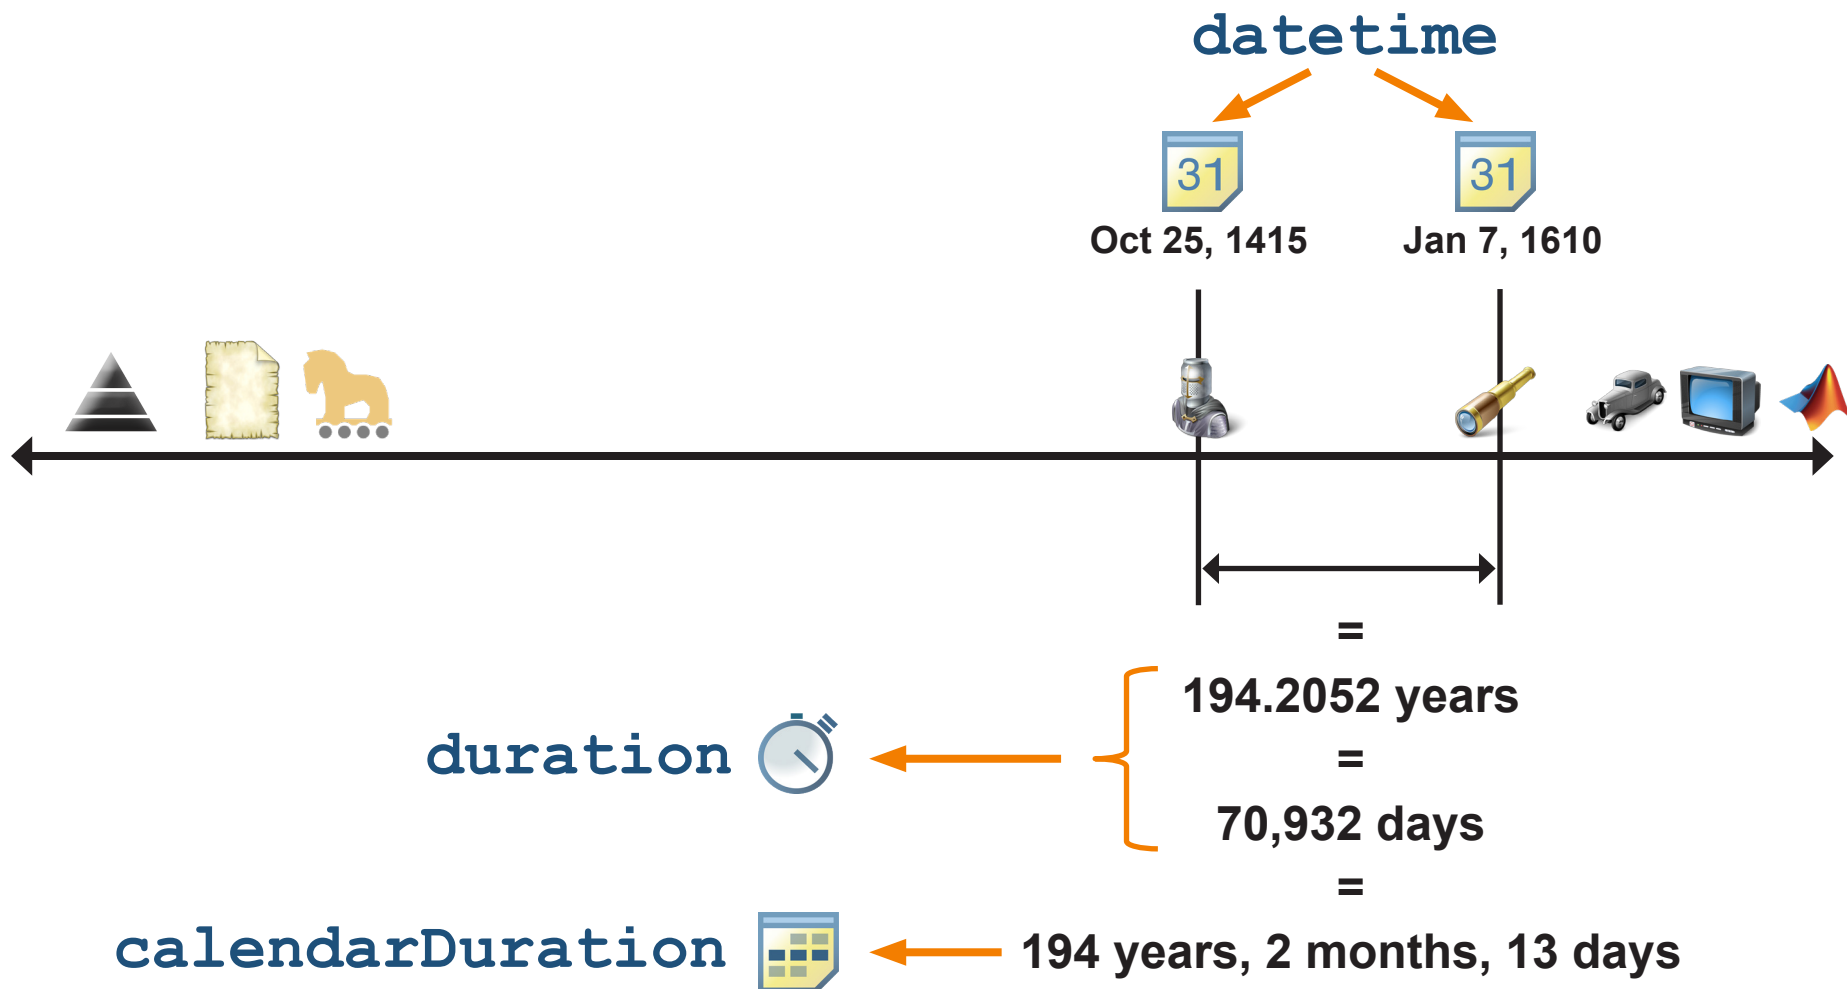 datetime
31 31
Oct 25, 1415 Jan 7, 1610
=
194.2052 years
duration =
70,932 days
=
calendarDuration 194 years, 2 months, 13 days